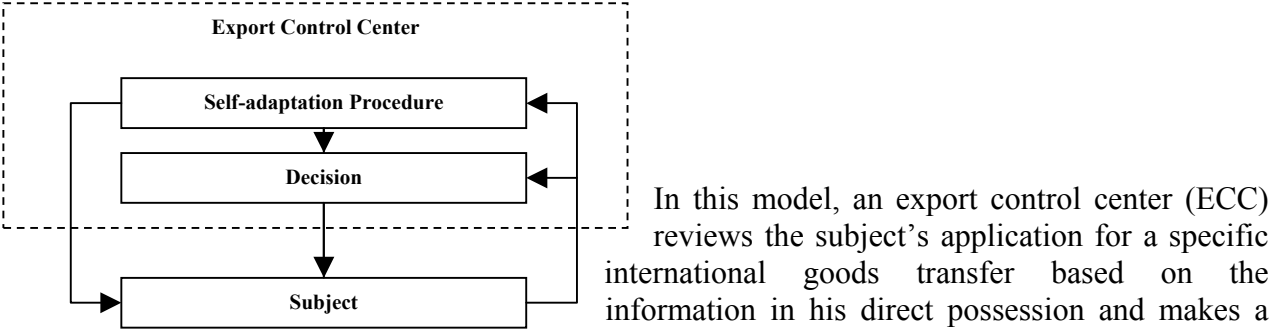 Export Control Center
Self-adaptation Procedure
Decision
Subject
In this model, an export control center (ECC)
reviews the subject’s application for a specific
international goods transfer based on the
information in his direct possession and makes a